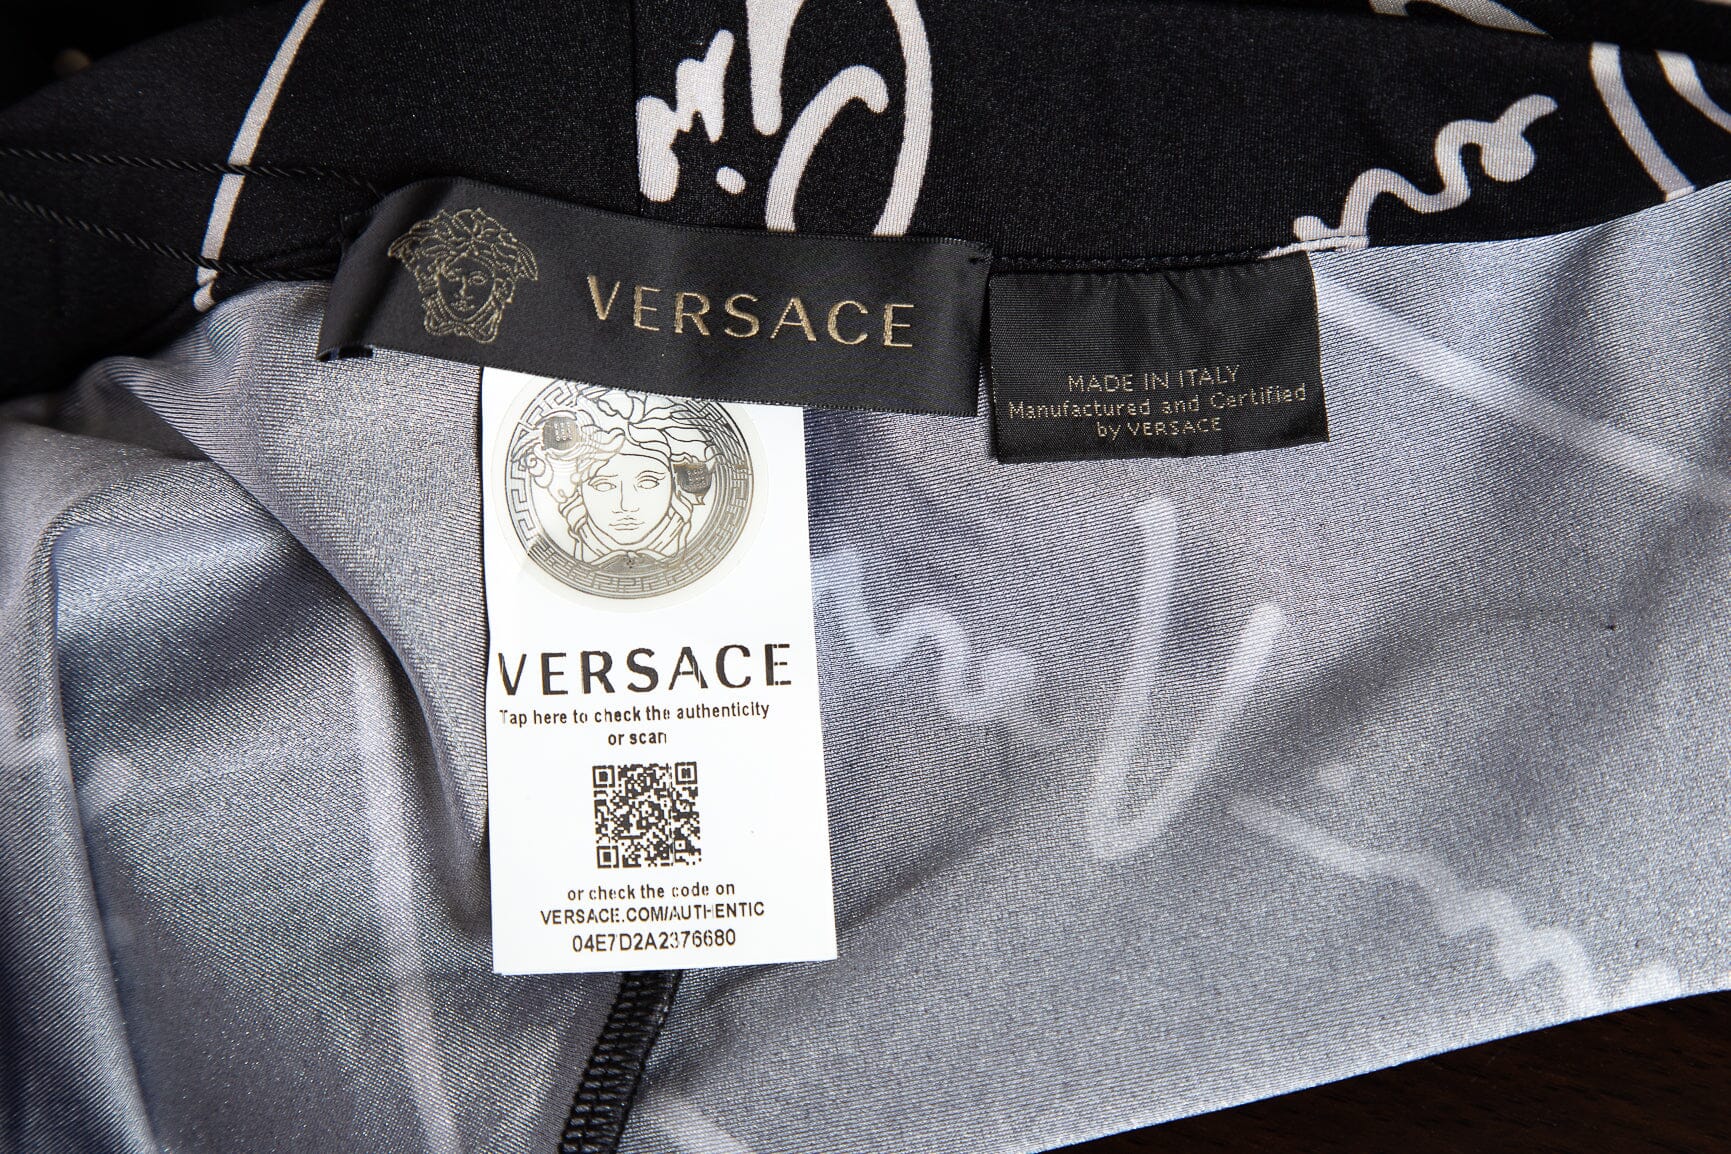 VERSACE
MADE IN ITALY
Manufactured and Certified
by VERSACE
VERSACE
Tap here to check the authenticity
or scan
or check the code on
VERSACE.COM/AUTHENTIC
04E7D2A2376680